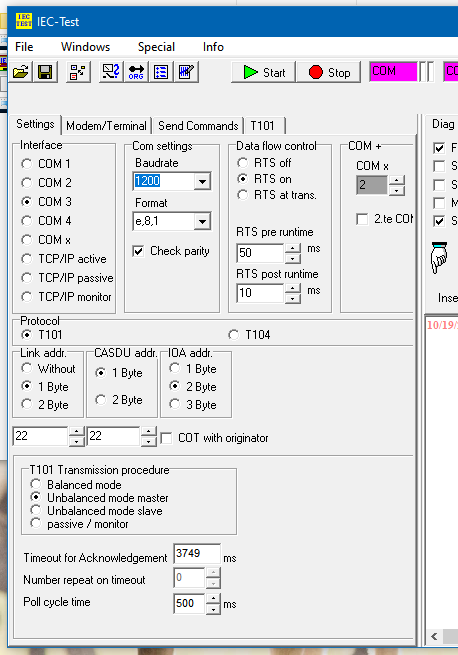 IEC TEST IEC-Test
File Windows Special Info
ORG Start Stop COM
Settings Modem/Terminal Send Commands T101 Diag
Interface Com settings Data flow control COM +
COM 1 Baudrate RTS off COM x
COM 2 1200 RTS on 2
COM 3 Format RTS at trans.
COM 4 e,8,1 2.te
COM x Check parity RTS pre runtime
TCP/IP active 50 ms
TCP/IP passive RTS post runtime
TCP/IP monitor 10 ms
Protocol
T101 T104
Link addr. CASDU addr. IOA addr.
Without 1 Byte 1 Byte
1 Byte 2 Byte 2 Byte
2 Byte 3 Byte
22 22 COT with originator
T101 Transmission procedure
Balanced mode
Unbalanced mode master
Unbalanced mode slave
passive / monitor
Timeout for Acknowledgement 3749 ms
Number repeat on timeout 0
Poll cycle time 500 ms
Inse
10/19/